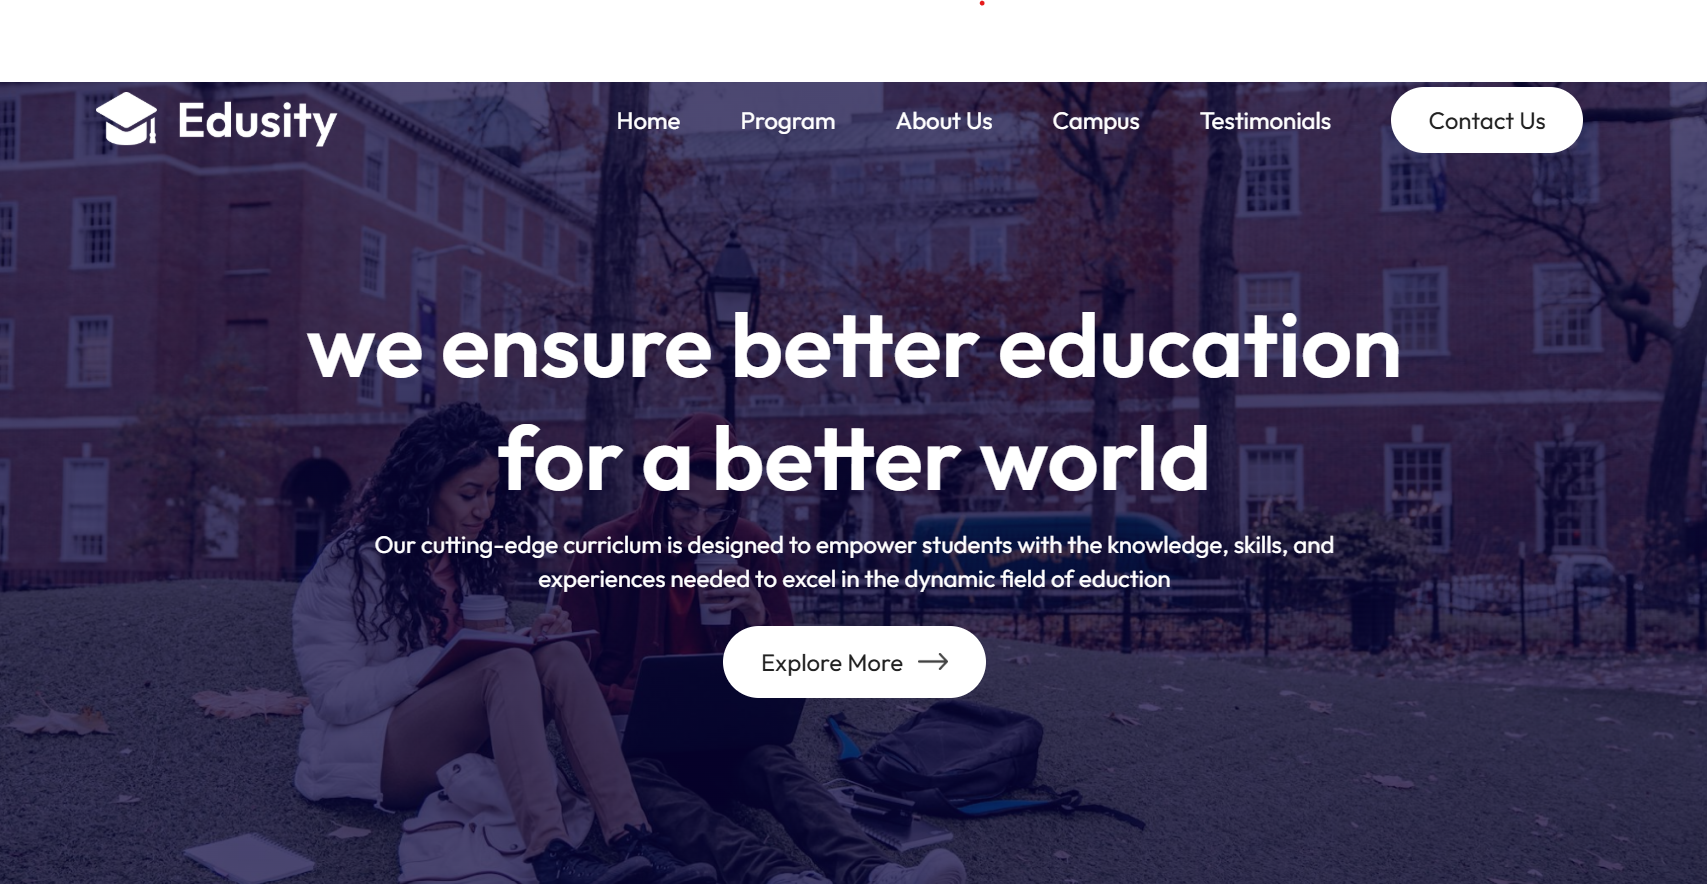 Edusity
Home Program About Us Campus Testimonials Contact Us
we ensure better education
for a better world
Our cutting-edge curriclum is designed to empower students with the knowledge, skills, and
experiences needed to excel in the dynamic field of eduction
Explore More